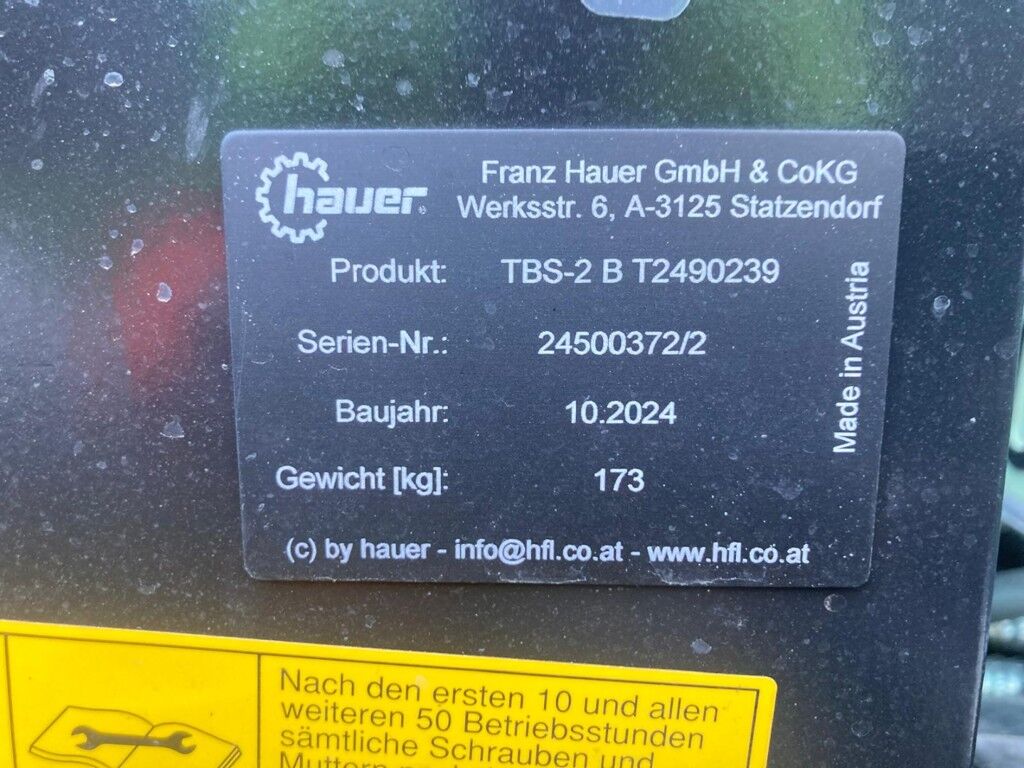 hauer
Franz Hauer GmbH & CoKG
Werksstr. 6, A-3125 Statzendorf
Produkt: TBS-2 B T2490239
Serien-Nr.: 24500372/2
Baujahr: 10.2024
Gewicht [kg]: 173
Made in Austria
(c) by hauer - info@hfl.co.at - www.hfl.co.at
Nach den ersten 10 und allen
weiteren 50 Betriebsstunden
sämtliche Schrauben und
Muttern